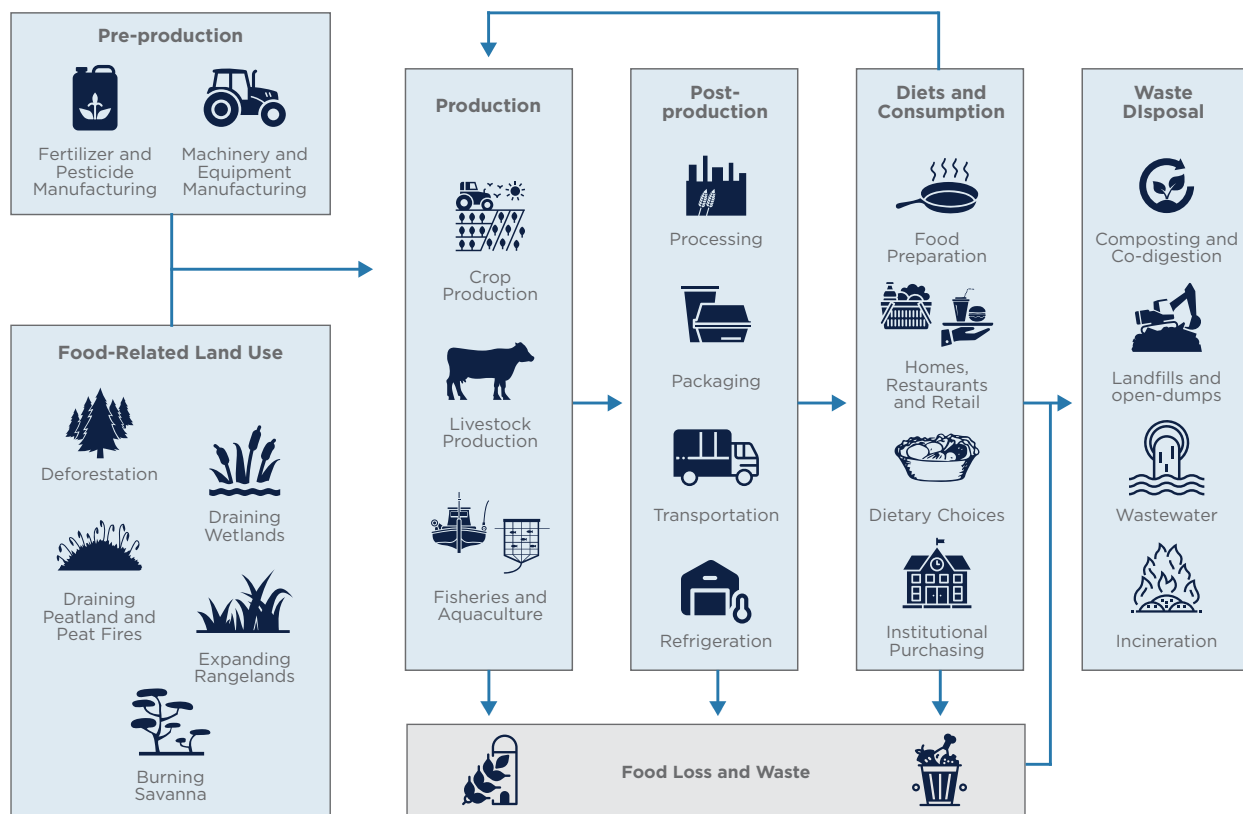 Pre-production
Fertilizer and
Pesticide
Manufacturing
Machinery and
Equipment
Manufacturing
Food-Related Land Use
Deforestation
Draining
Wetlands
Draining
Peatland and
Peat Fires
Expanding
Rangelands
Burning
Savanna
Production
Crop
Production
Livestock
Production
Fisheries and
Aquaculture
Post-
production
Processing
Packaging
Transportation
Refrigeration
Diets and
Consumption
Food
Preparation
Homes,
Restaurants
and Retail
Dietary Choices
Institutional
Purchasing
Waste
DIsposal
Composting and
Co-digestion
Landfills and
open-dumps
Wastewater
Incineration
Food Loss and Waste